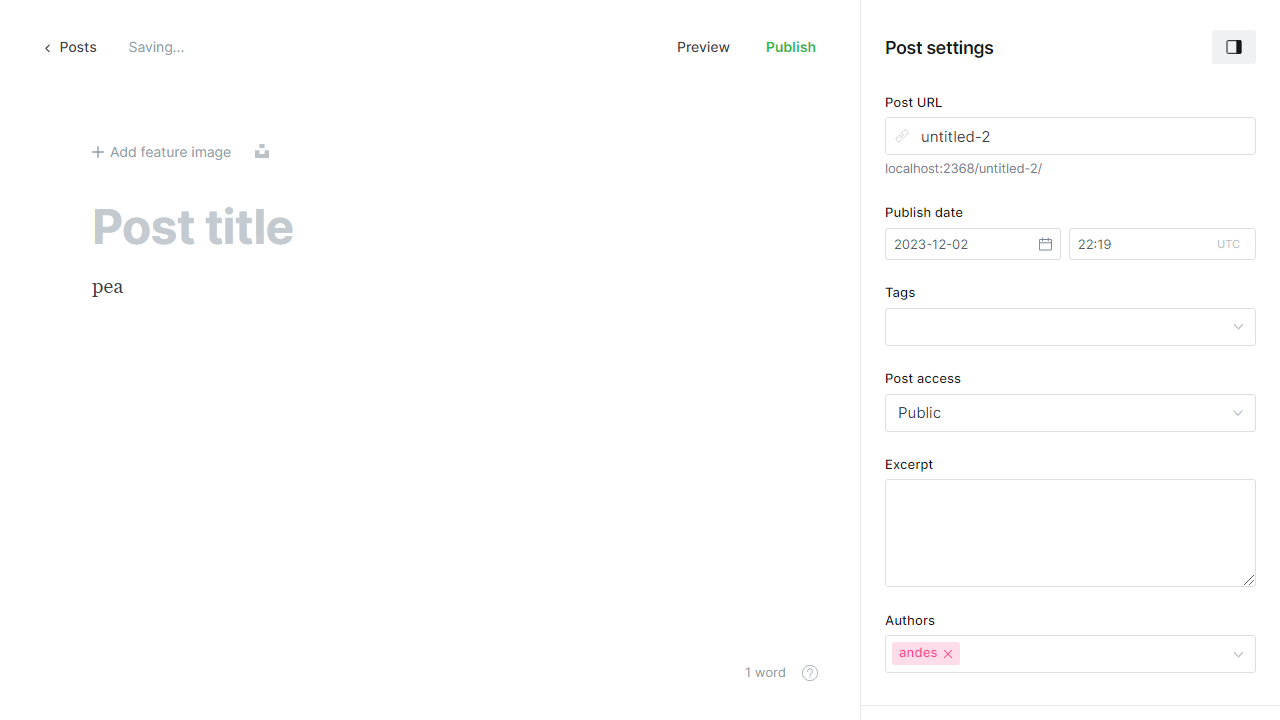 Posts
Saving...
Preview
Publish
Add feature image
Post title
pea
1 word
?
Post settings
Post URL
untitled-2
localhost:2368/untitled-2/
Publish date
2023-12-02
22:19
UTC
Tags
Post access
Public
Excerpt
Authors
andes